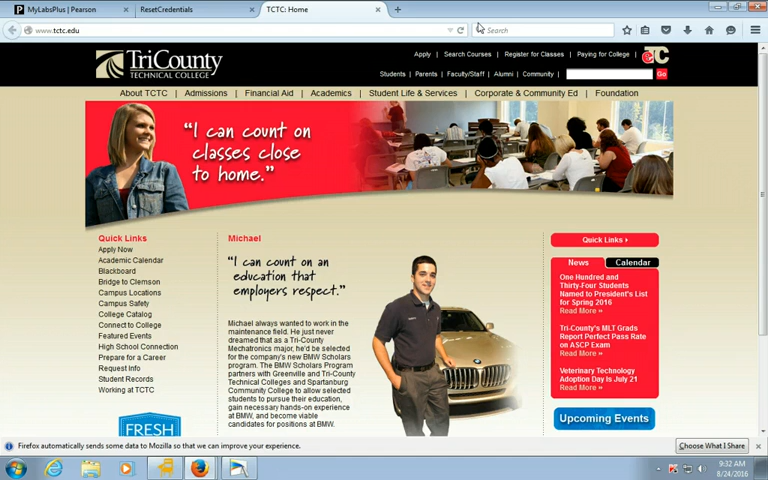 MyLabsPlus | Pearson
ResetCredentials
TCTC: Home
www.tctc.edu
Search
Apply | Search Courses | Register for Classes | Paying for College |
TC
TriCounty
TECHNICAL COLLEGE
Students | Parents | Faculty/Staff | Alumni | Community |
Go
About TCTC | Admissions | Financial Aid | Academics | Student Life & Services | Corporate & Community Ed | Foundation
"I can count on
classes close
to home."
Quick Links
Apply Now
Academic Calendar
Blackboard
Bridge to Clemson
Campus Locations
Campus Safety
College Catalog
Connect to College
Featured Events
High School Connection
Prepare for a Career
Request Info
Student Records
Working at TCTC
FRESH
Michael
"I can count on an
education that
employers respect."
Michael always wanted to work in the
maintenance field. He just never
dreamed that as a Tri-County
Mechatronics major, he'd be selected
for the company's new BMW Scholars
program. The BMW Scholars Program
partners with Greenville and Tri-County
Technical Colleges and Spartanburg
Community College to allow selected
students to pursue their education,
gain necessary hands-on experience
at BMW, and become viable
candidates for positions at BMW.
Quick Links
News
Calendar
One Hundred and
Thirty-Four Students
Named to President's List
for Spring 2016
Read More »
Tri-County's MLT Grads
Report Perfect Pass Rate
on ASCP Exam
Read More »
Veterinary Technology
Adoption Day Is July 21
Read More »
Upcoming Events
Firefox automatically sends some data to Mozilla so that we can improve your experience.
Choose What I Share
9:32 AM
8/24/2016